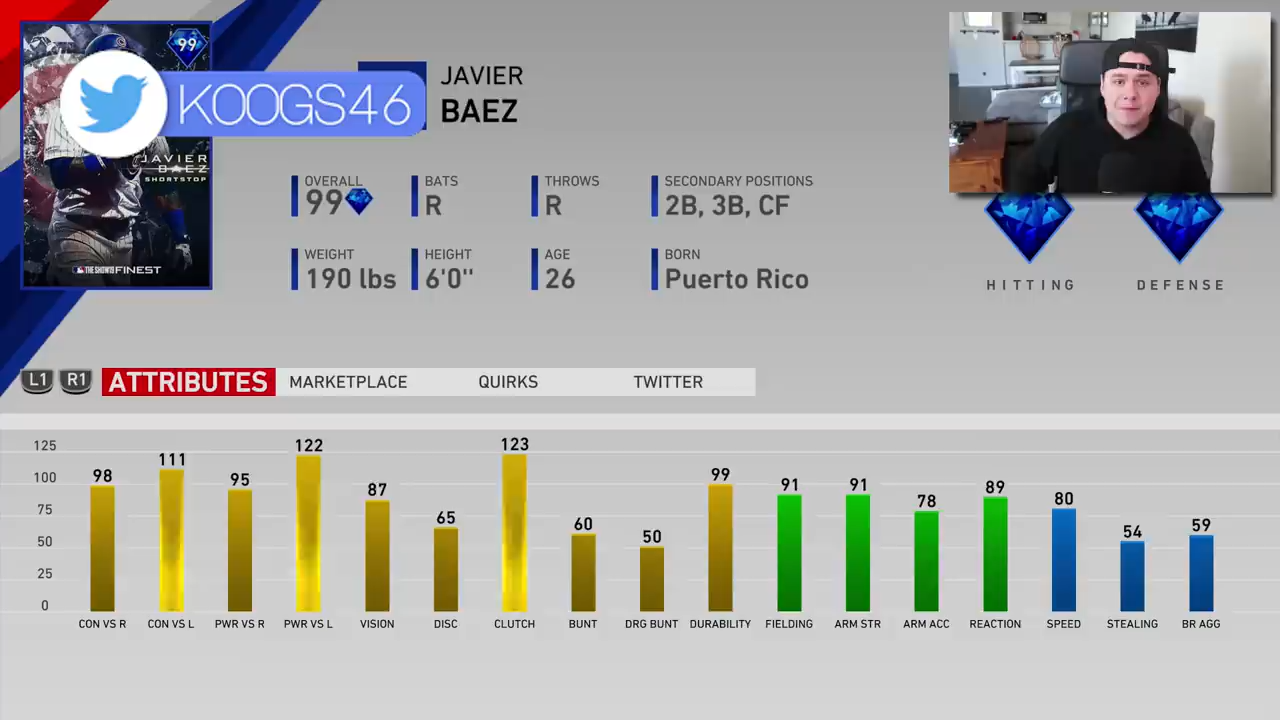 99
KOOGS46
JAVIER
BAEZ
SHORTSTOP
THE SHOW FINEST
JAVIER
BAEZ
OVERALL
99
BATS
R
THROWS
R
SECONDARY POSITIONS
2B, 3B, CF
WEIGHT
190 lbs
HEIGHT
6'0"
AGE
26
BORN
Puerto Rico
HITTING
DEFENSE
L1 R1 ATTRIBUTES MARKETPLACE QUIRKS TWITTER
125
100
75
50
25
0
98 111 95 122 87 65 123 60 50 99 91 91 78 89 80 54 59
CON VS R CON VS L PWR VS R PWR VS L VISION DISC CLUTCH BUNT DRG BUNT DURABILITY FIELDING ARM STR ARM ACC REACTION SPEED STEALING BR AGG